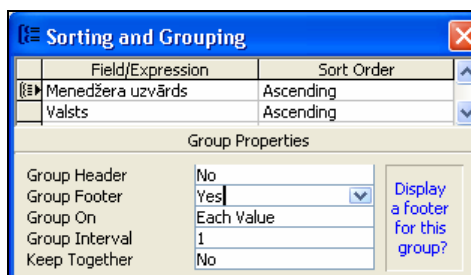 Sorting and Grouping
Field/Expression Sort Order
Menedžera uzvārds Ascending
Valsts Ascending
Group Properties
Group Header No
Group Footer Yes
Group On Each Value
Group Interval 1
Keep Together No
Display
a footer
for this
group?